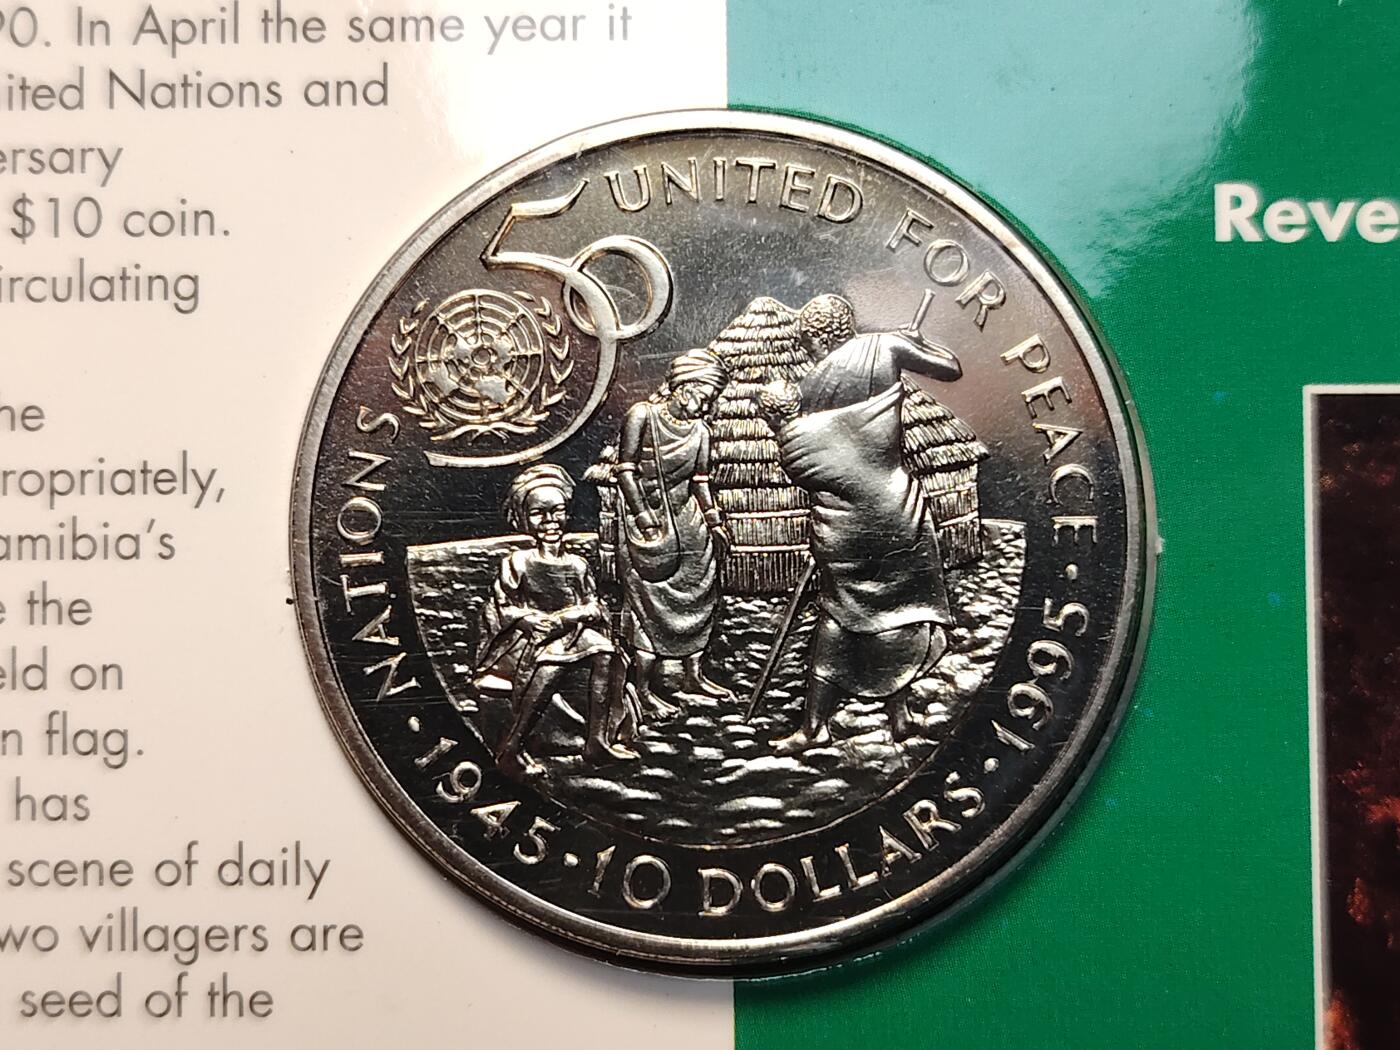 90. In April the same year it
ited Nations and
ersary
$10 coin.
irculating
he
ropriately,
amibia's
e the
eld on
n flag.
has
scene of daily
wo villagers are
seed of the
50 UNITED FOR PEACE · 1995
NATIONS · 1945 · 10 DOLLARS ·
Reve